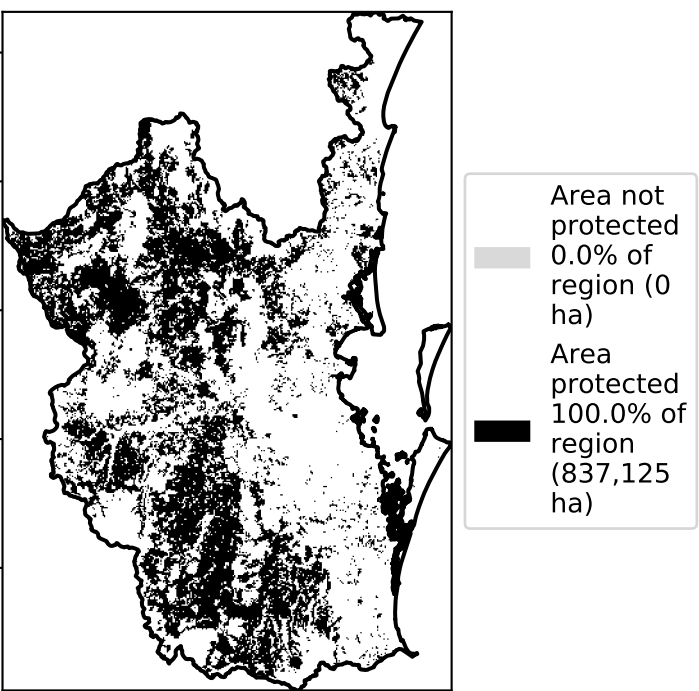 Area not
protected
0.0% of
region (0
ha)
Area
protected
100.0% of
region
(837,125
ha)